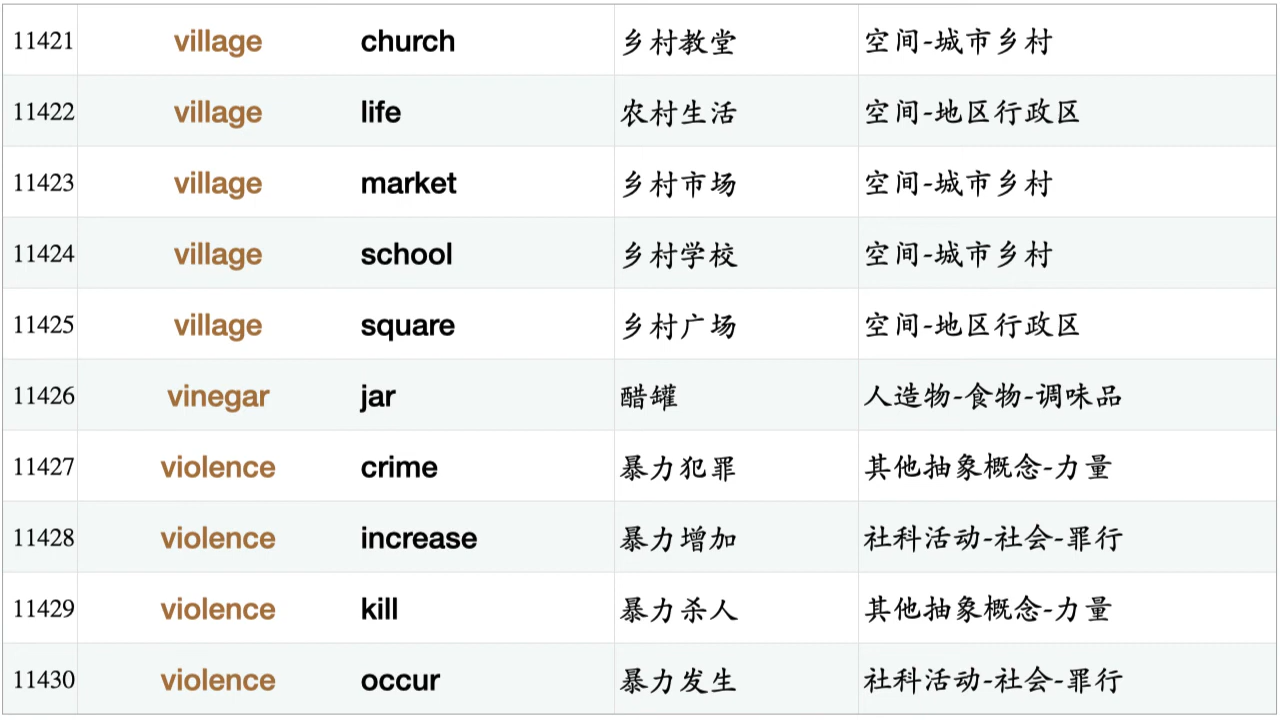 11421 village church 乡村教堂 空间-城市乡村
11422 village life 农村生活 空间-地区行政区
11423 village market 乡村市场 空间-城市乡村
11424 village school 乡村学校 空间-城市乡村
11425 village square 乡村广场 空间-地区行政区
11426 vinegar jar 醋罐 人造物-食物-调味品
11427 violence crime 暴力犯罪 其他抽象概念-力量
11428 violence increase 暴力增加 社科活动-社会-罪行
11429 violence kill 暴力杀人 其他抽象概念-力量
11430 violence occur 暴力发生 社科活动-社会-罪行